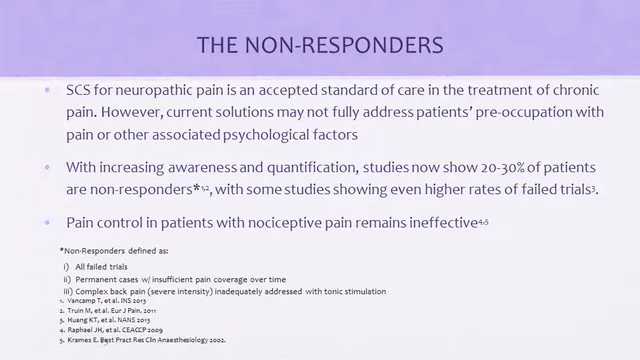 THE NON-RESPONDERS
• SCS for neuropathic pain is an accepted standard of care in the treatment of chronic
pain. However, current solutions may not fully address patients' pre-occupation with
pain or other associated psychological factors
• With increasing awareness and quantification, studies now show 20-30% of patients
are non-responders*1,2, with some studies showing even higher rates of failed trials3.
• Pain control in patients with nociceptive pain remains ineffective4,5
*Non-Responders defined as:
i) All failed trials
ii) Permanent cases w/ insufficient pain coverage over time
iii) Complex back pain (severe intensity) inadequately addressed with tonic stimulation
1. Vancamp T, et al. INS 2013
2. Truin M, et al. Eur J Pain. 2011
3. Huang KT, et al. NANS 2013
4. Raphael JH, et al. CEACCP 2009
5. Krames E. Best Pract Res Clin Anaesthesiology 2002.